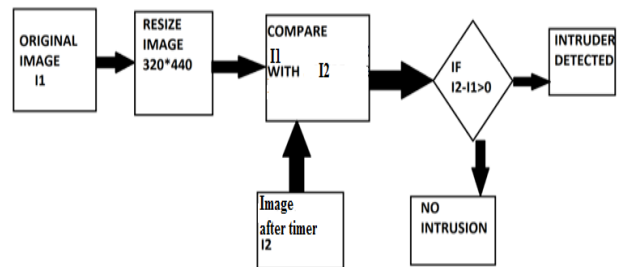 ORIGINAL
IMAGE
I1
RESIZE
IMAGE
320*440
COMPARE
I1
WITH I2
IF
I2-I1>0
INTRUDER
DETECTED
Image
after timer
I2
NO
INTRUSION